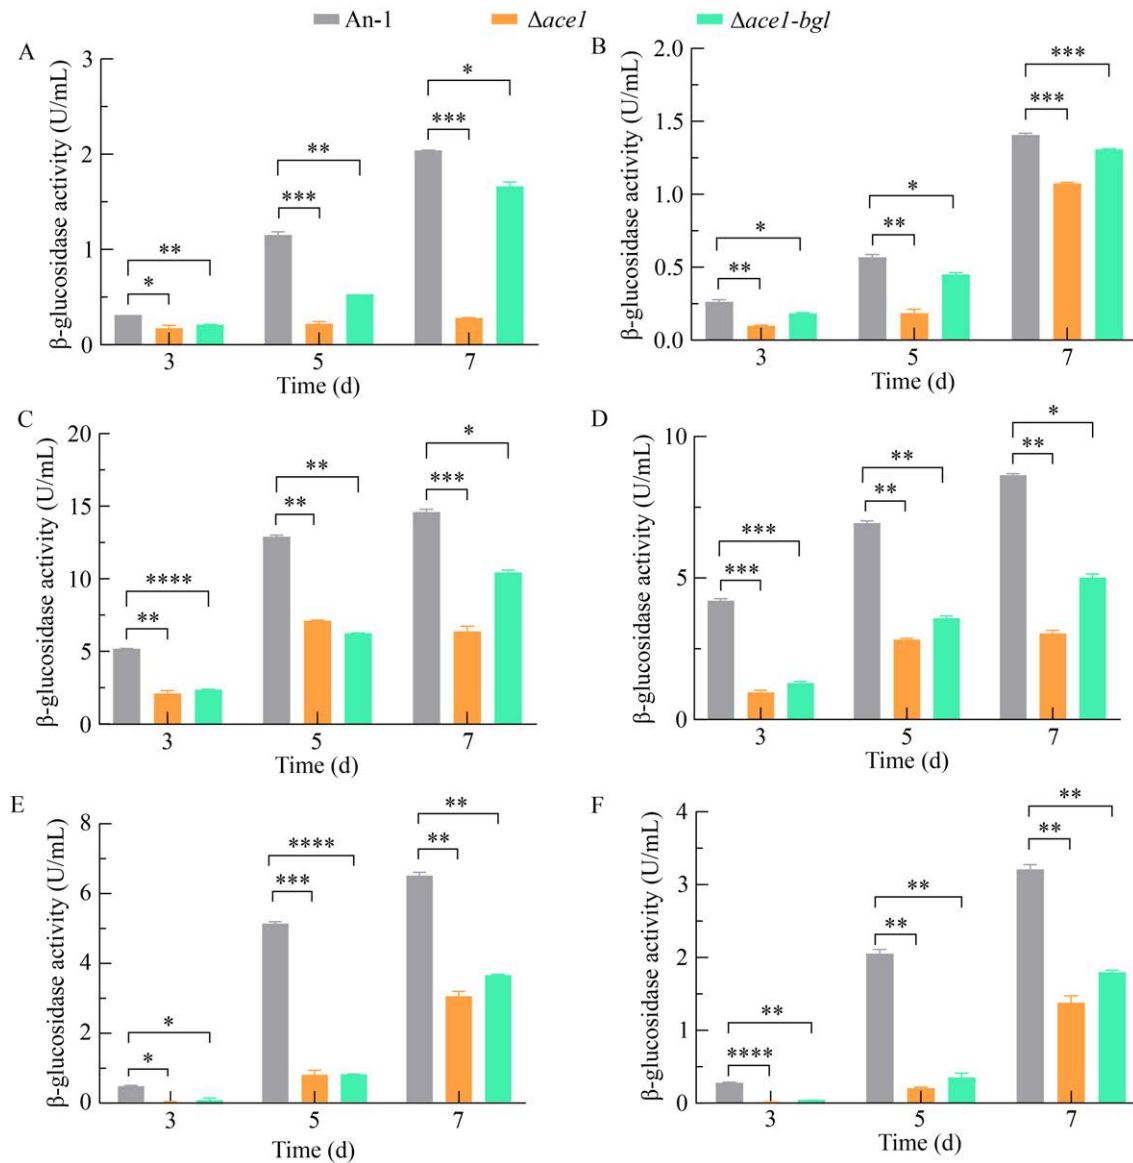 An-1 Δace1 Δace1-bgl
A
β-glucosidase activity (U/mL)
3
2
1
0
* 
*** 
** 
*** 
** 
*
3 5 7
Time (d)
B
β-glucosidase activity (U/mL)
2.0
1.5
1.0
0.5
0.0
***
***
*
**
*
**
3 5 7
Time (d)
C
β-glucosidase activity (U/mL)
20
15
10
5
0
*
***
**
**
****
**
3 5 7
Time (d)
D
β-glucosidase activity (U/mL)
10
5
0
*
**
**
**
***
***
3 5 7
Time (d)
E
β-glucosidase activity (U/mL)
8
6
4
2
0
**
**
****
***
*
*
3 5 7
Time (d)
F
β-glucosidase activity (U/mL)
4
3
2
1
0
**
**
**
**
**
****
3 5 7
Time (d)